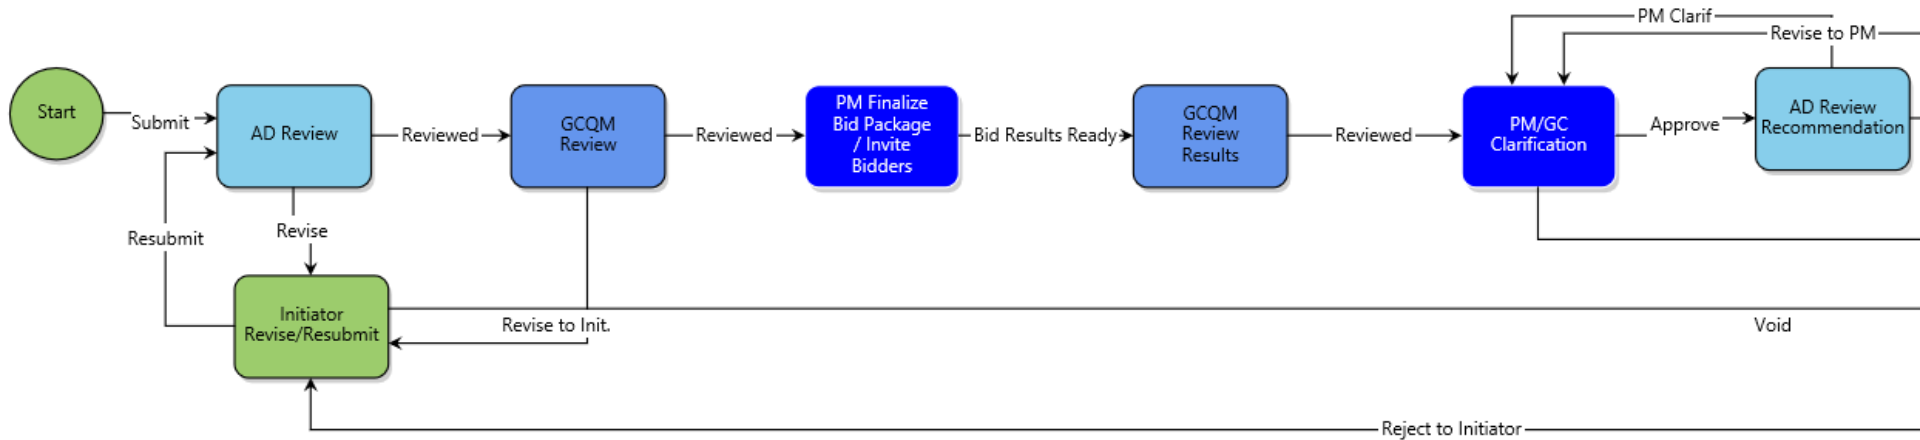 PM Clarif
Revise to PM
Start
Submit
AD Review
Reviewed
GCQM
Review
Reviewed
PM Finalize
Bid Package
/ Invite
Bidders
Bid Results Ready
GCQM
Review
Results
Reviewed
PM/GC
Clarification
Approve
AD Review
Recommendation
Resubmit
Revise
Initiator
Revise/Resubmit
Revise to Init.
Void
Reject to Initiator